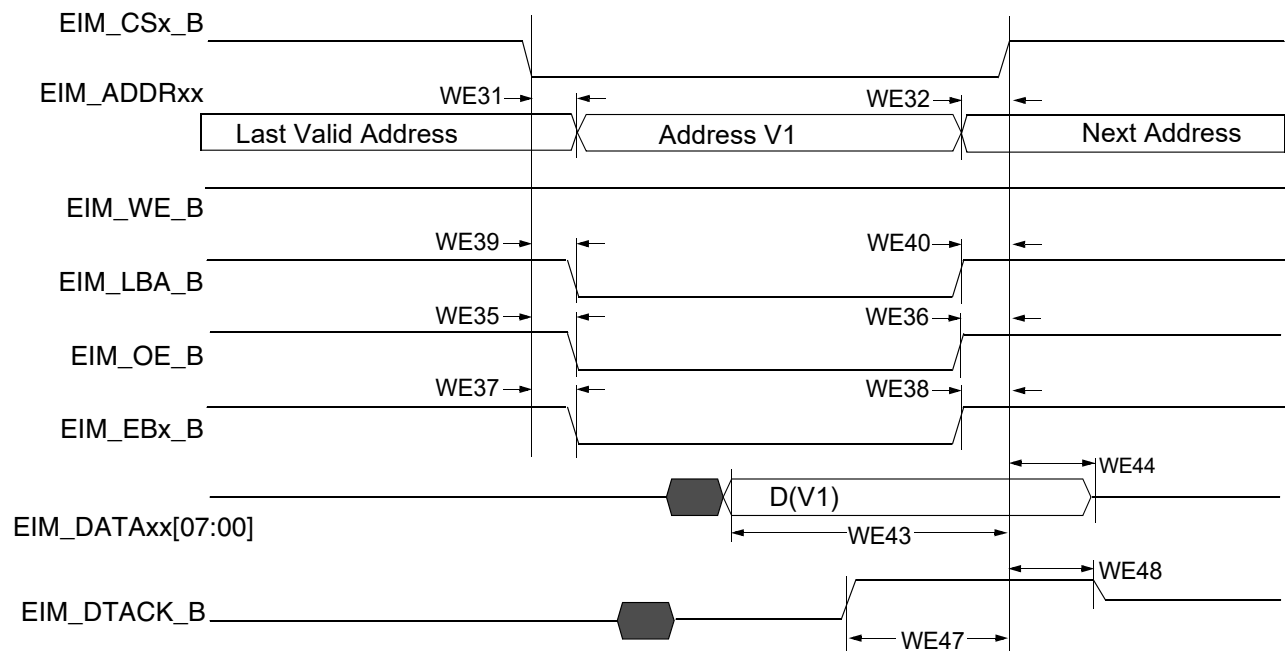 EIM_CSx_B
EIM_ADDRxx
WE31
WE32
Last Valid Address
Address V1
Next Address
EIM_WE_B
WE39
WE40
EIM_LBA_B
WE35
WE36
EIM_OE_B
WE37
WE38
EIM_EBx_B
WE44
D(V1)
EIM_DATAxx[07:00]
WE43
WE48
EIM_DTACK_B
WE47